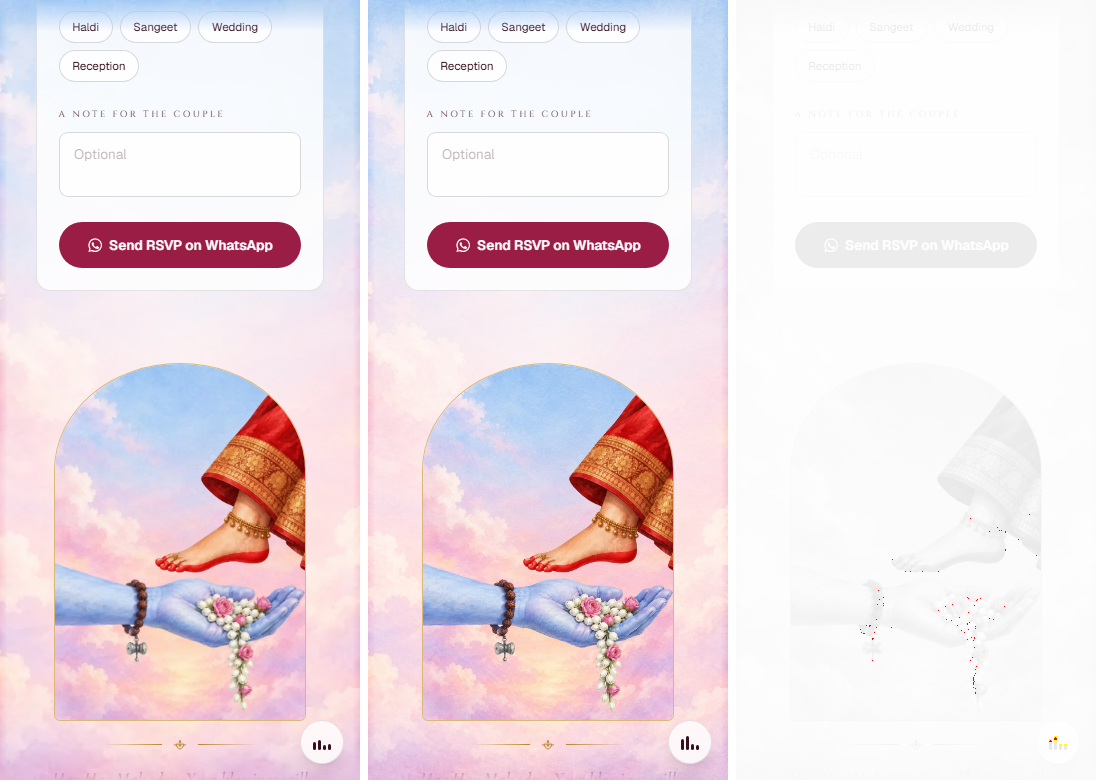 Haldi Sangeet Wedding
Reception
A NOTE FOR THE COUPLE
Optional
Send RSVP on WhatsApp
Haldi Sangeet Wedding
Reception
A NOTE FOR THE COUPLE
Optional
Send RSVP on WhatsApp
Haldi Sangeet Wedding
Reception
A NOTE FOR THE COUPLE
Optional
Send RSVP on WhatsApp